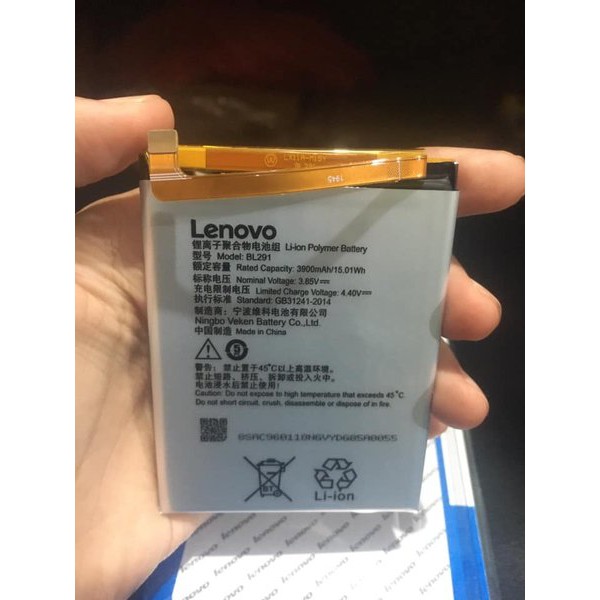 1945
Lenovo
锂离子聚合物电池组 Li-ion Polymer Battery
型号 Model: BL291
额定容量: Rated Capacity: 3900mAh/15.01Wh
标称电压: Nominal Voltage: 3.85V⎓
充电限制电压: Limited Charge Voltage: 4.40V⎓
执行标准: Standard: GB31241-2014
制造商: 宁波维科电池有限公司
Ningbo Veken Battery Co.,Ltd.
中国制造 Made in China
警告: 禁止置于45℃以上高温环境。
禁止短路、挤压、拆卸或投入火中。
电池浸水后禁止使用!
Do not battery expose to high temperature that exceeds 45℃
Do not short circuit, crush, disassemble or dispose of in fire.
Li-ion
lenovo
lenovo
lenovo